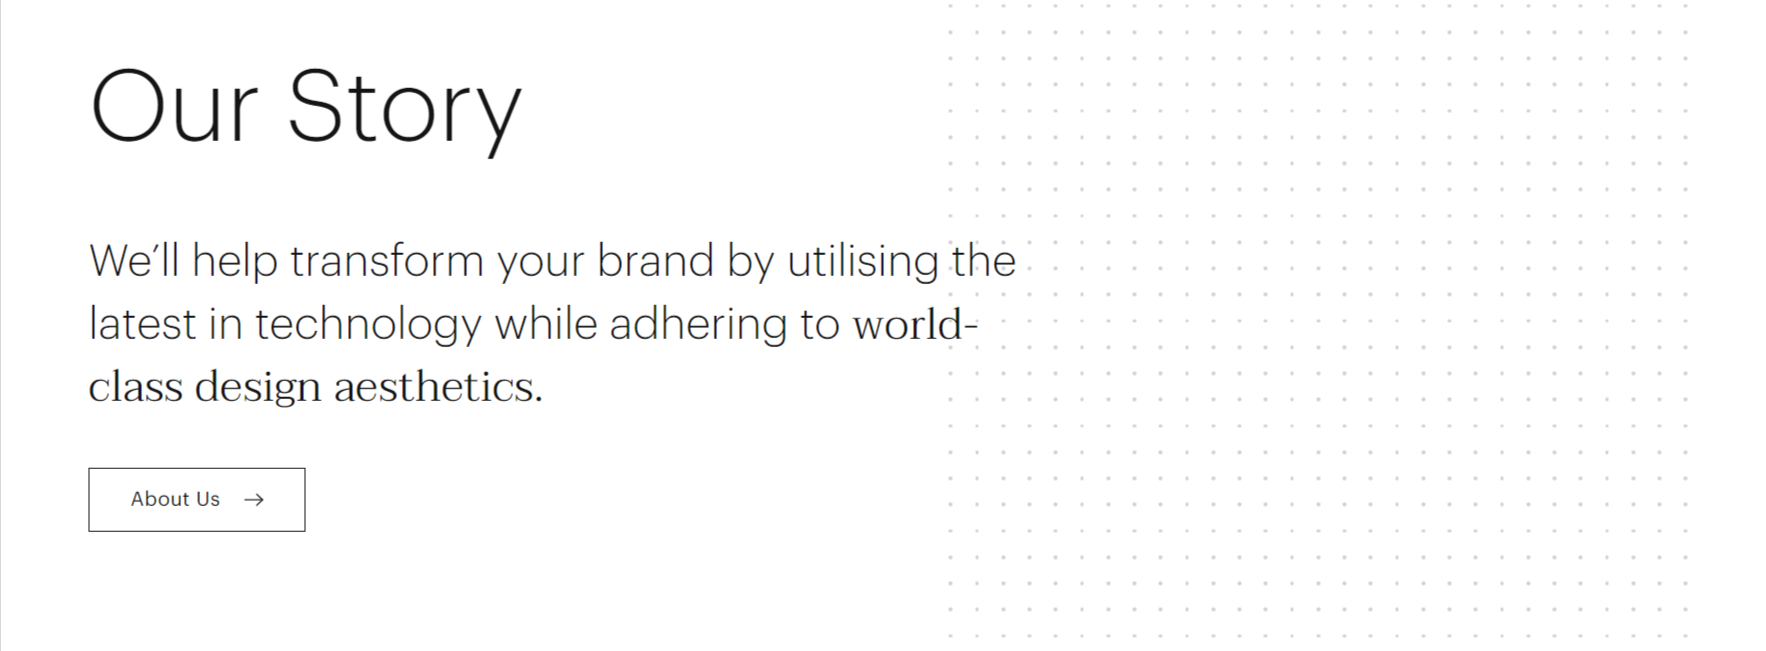 Our Story
We’ll help transform your brand by utilising the
latest in technology while adhering to world-
class design aesthetics.
About Us →